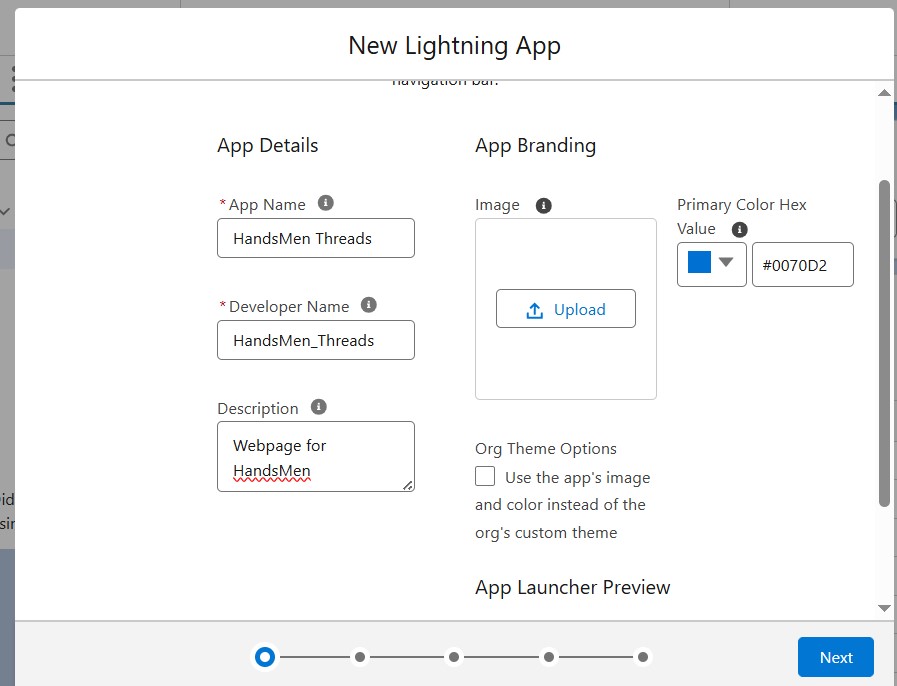 New Lightning App
navigation bar.
App Details
App Branding
* App Name
HandsMen Threads
* Developer Name
HandsMen_Threads
Description
Webpage for
HandsMen
Image
Upload
Primary Color Hex
Value
#0070D2
Org Theme Options
Use the app's image
and color instead of the
org's custom theme
App Launcher Preview
Next